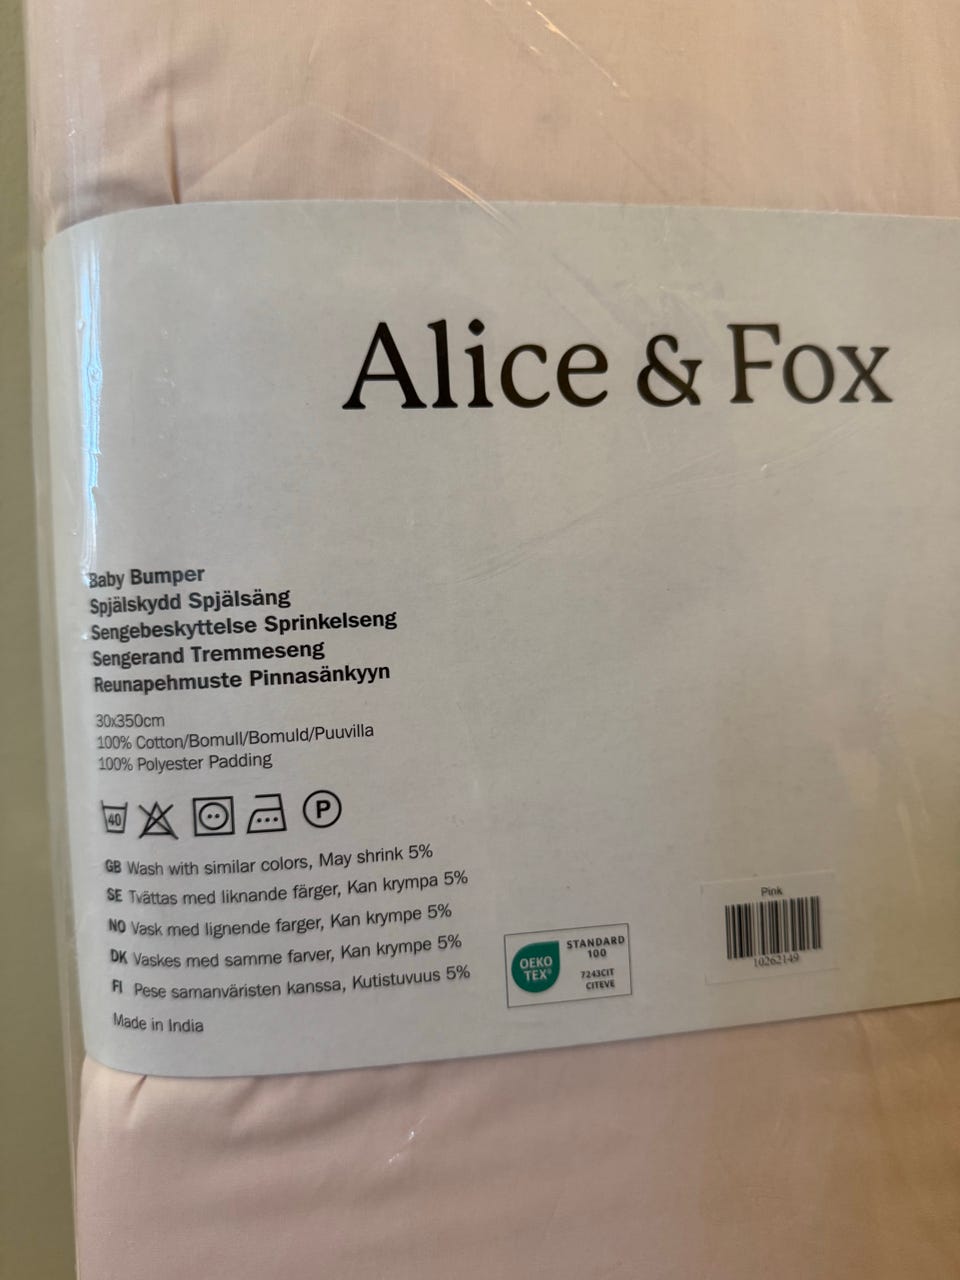 Alice & Fox
Baby Bumper
Spjälskydd Spjälsäng
Sengebeskyttelse Sprinkelseng
Sengerand Tremmeseng
Reunapehmuste Pinnasänkyyn
30x350cm
100% Cotton/Bomull/Bomuld/Puuvilla
100% Polyester Padding
40
P
GB Wash with similar colors, May shrink 5%
SE Tvättas med liknande färger, Kan krympa 5%
NO Vask med lignende farger, Kan krympe 5%
DK Vaskes med samme farver, Kan krympe 5%
FI Pese samanväristen kanssa, Kutistuvuus 5%
Made in India
OEKO
TEX®
STANDARD
100
7243CIT
CITEVE
Pink
10262149